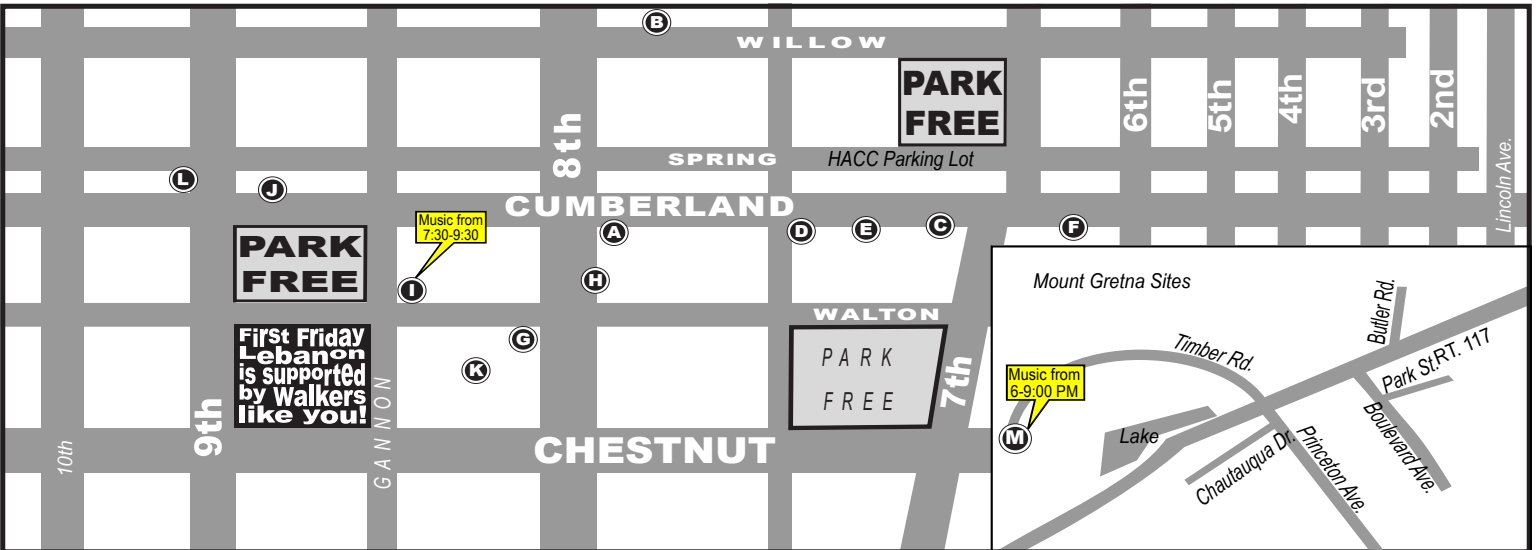 B
WILLOW
PARK
FREE
6th
5th
4th
3rd
2nd
Lincoln Ave.
8th
SPRING
HACC Parking Lot
L
J
CUMBERLAND
Music from
7:30-9:30
A
D
E
C
F
PARK
FREE
I
H
WALTON
First Friday
Lebanon
is supported
by Walkers
like you!
G
K
PARK
FREE
7th
9th
10th
GANNON
CHESTNUT
Mount Gretna Sites
Butler Rd.
Timber Rd.
RT. 117
Park St.
Music from
6-9:00 PM
M
Lake
Chautauqua Dr.
Princeton Ave.
Boulevard Ave.